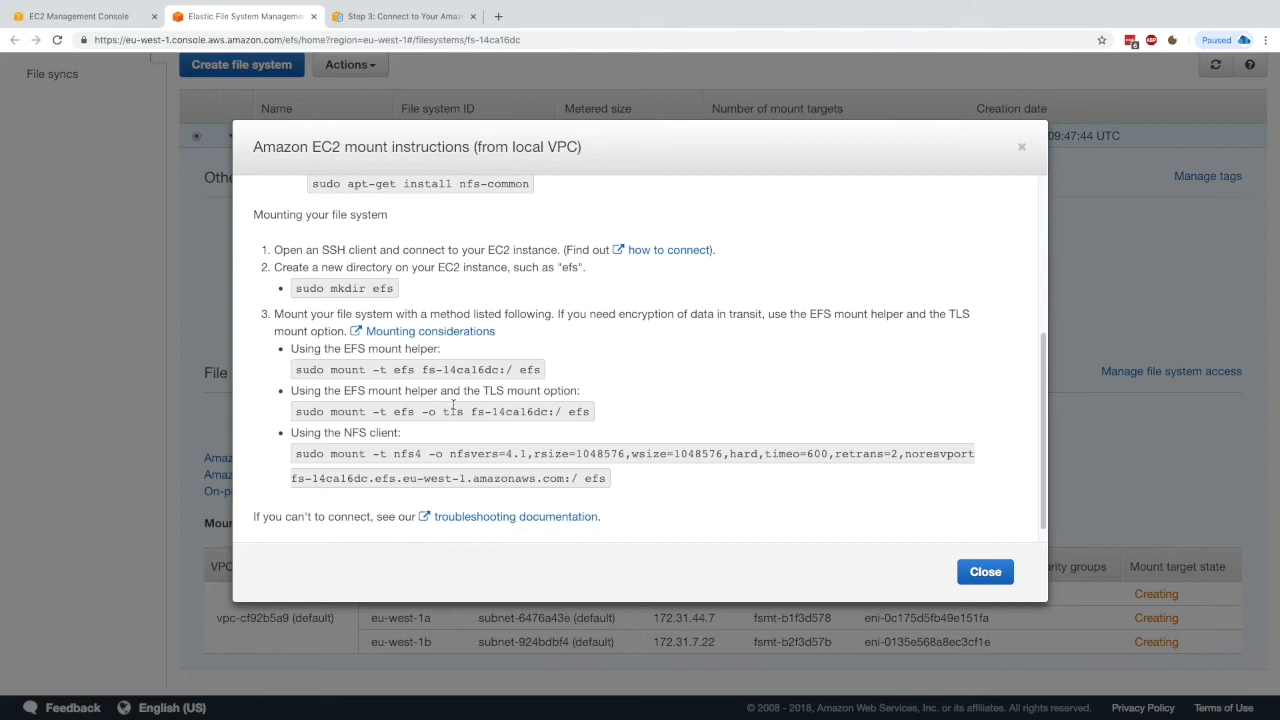 EC2 Management Console
Elastic File System Manageme
Step 3: Connect to Your Amaz
https://eu-west-1.console.aws.amazon.com/efs/home?region=eu-west-1#/filesystems/fs-14ca16dc
Paused
File syncs
Create file system
Actions
Name
File system ID
Metered size
Number of mount targets
Creation date
09:47:44 UTC
Amazon EC2 mount instructions (from local VPC)
Othe
Manage tags
sudo apt-get install nfs-common
Mounting your file system
1. Open an SSH client and connect to your EC2 instance. (Find out how to connect).
2. Create a new directory on your EC2 instance, such as "efs".
• sudo mkdir efs
3. Mount your file system with a method listed following. If you need encryption of data in transit, use the EFS mount helper and the TLS
mount option. Mounting considerations
• Using the EFS mount helper:
sudo mount -t efs fs-14ca16dc:/ efs
File
Manage file system access
• Using the EFS mount helper and the TLS mount option:
sudo mount -t efs -o tls fs-14ca16dc:/ efs
• Using the NFS client:
sudo mount -t nfs4 -o nfsvers=4.1,rsize=1048576,wsize=1048576,hard,timeo=600,retrans=2,noresvport
fs-14ca16dc.efs.eu-west-1.amazonaws.com:/ efs
Amaz
Amaz
On-p
If you can't to connect, see our troubleshooting documentation.
Moun
Close
VPC
urity groups
Mount target state
Creating
vpc-cf92b5a9 (default)
eu-west-1a
subnet-6476a43e (default)
172.31.44.7
fsmt-b1f3d578
eni-0c175d5fb49e151fa
Creating
eu-west-1b
subnet-924bdbf4 (default)
172.31.7.22
fsmt-b2f3d57b
eni-0135e568a8ec3cf1e
Creating
Feedback
English (US)
© 2008 - 2018, Amazon Web Services, Inc. or its affiliates. All rights reserved.
Privacy Policy
Terms of Use